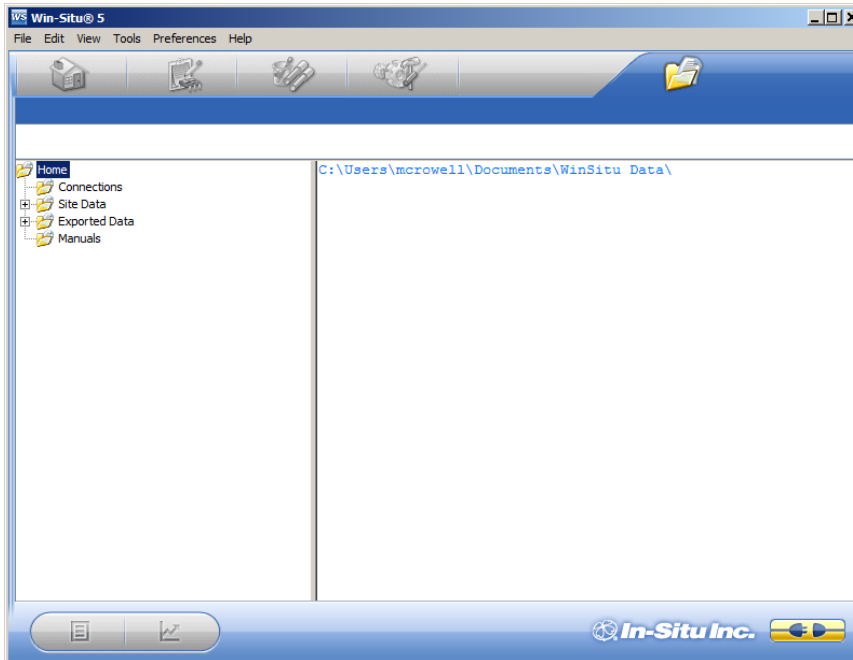 WS Win-Situ® 5
File Edit View Tools Preferences Help
Home
C:\Users\mcrowell\Documents\WinSitu Data\
Connections
Site Data
Exported Data
Manuals
In-Situ Inc.